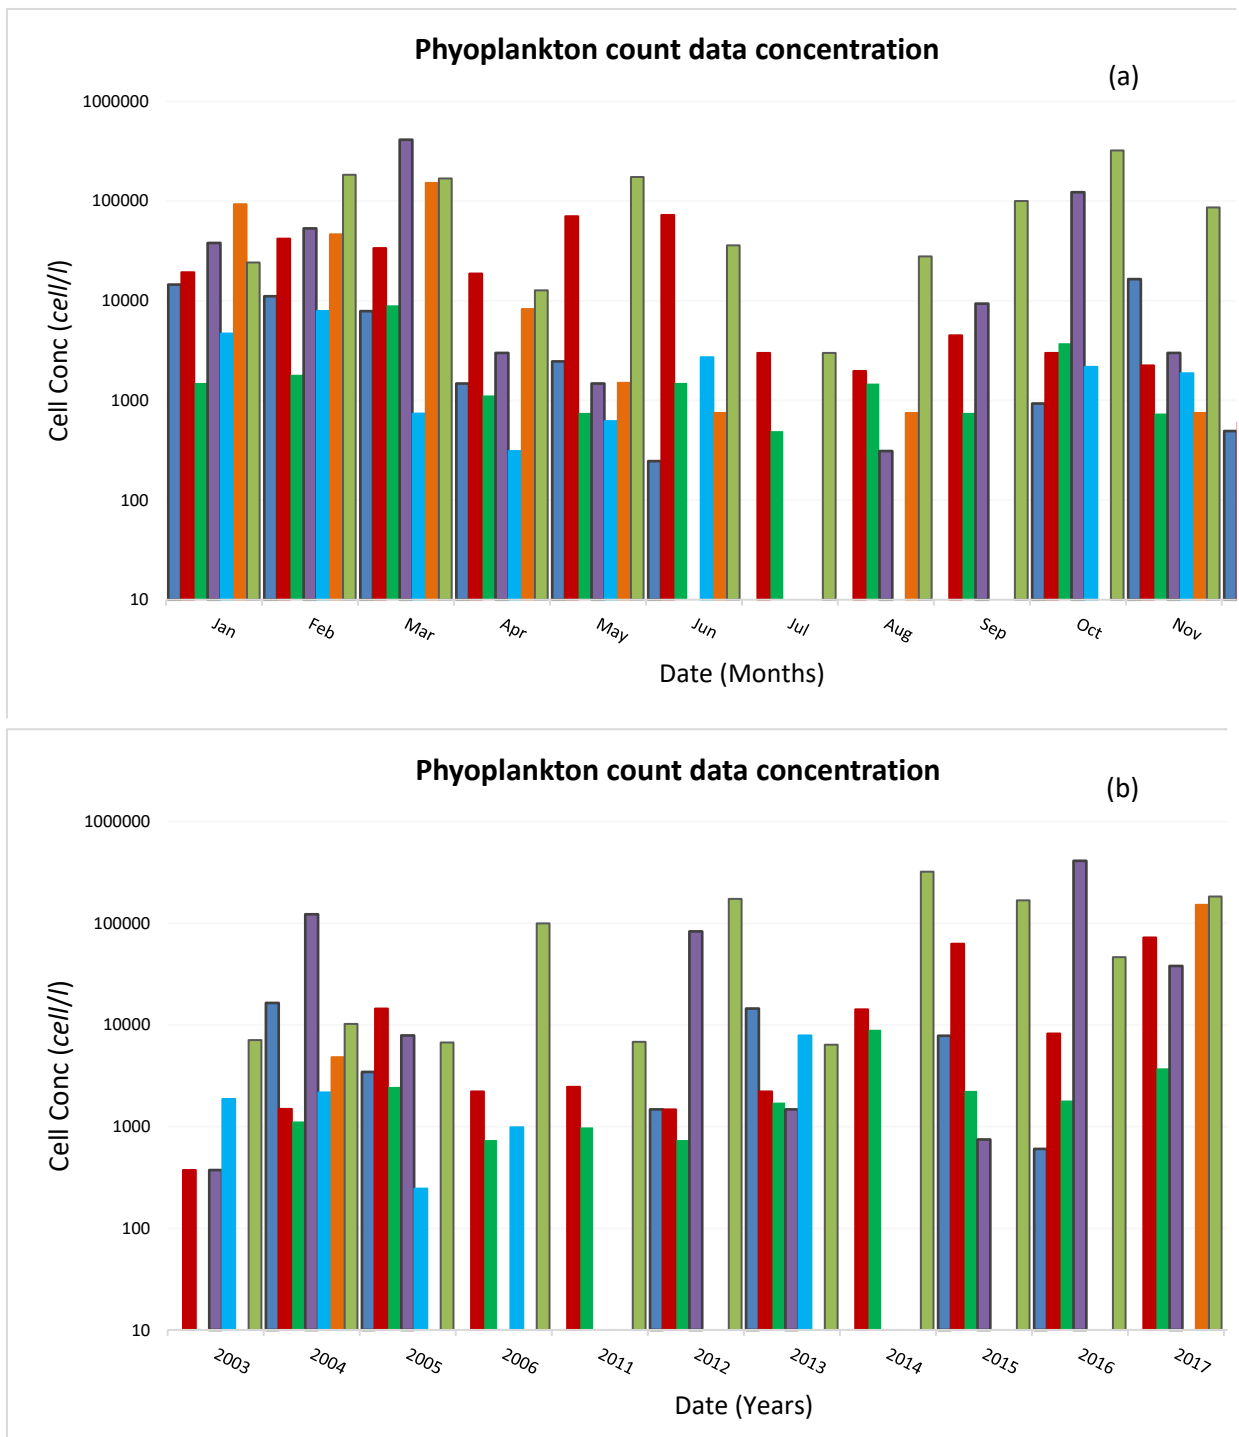 Phyoplankton count data concentration
(a)
1000000
100000
10000
1000
100
10
Cell Conc (cell/l)
Jan Feb Mar Apr May Jun Jul Aug Sep Oct Nov
Date (Months)
Phyoplankton count data concentration
(b)
1000000
100000
10000
1000
100
10
Cell Conc (cell/l)
2003 2004 2005 2006 2011 2012 2013 2014 2015 2016 2017
Date (Years)